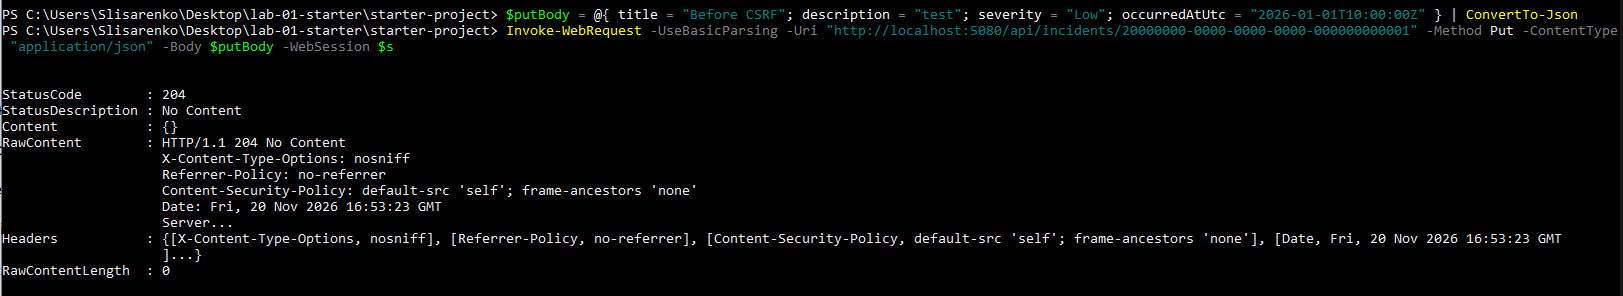 PS C:\Users\Slisarenko\Desktop\lab-01-starter\starter-project> $putBody = @{ title = "Before CSRF"; description = "test"; severity = "Low"; occurredAtUtc = "2026-01-01T10:00:00Z" } | ConvertTo-Json
PS C:\Users\Slisarenko\Desktop\lab-01-starter\starter-project> Invoke-WebRequest -UseBasicParsing -Uri "http://localhost:5080/api/incidents/20000000-0000-0000-0000-000000000001" -Method Put -ContentType
 "application/json" -Body $putBody -WebSession $s
StatusCode        : 204
StatusDescription : No Content
Content           : {}
RawContent        : HTTP/1.1 204 No Content
                    X-Content-Type-Options: nosniff
                    Referrer-Policy: no-referrer
                    Content-Security-Policy: default-src 'self'; frame-ancestors 'none'
                    Date: Fri, 20 Nov 2026 16:53:23 GMT
                    Server...
Headers           : {[X-Content-Type-Options, nosniff], [Referrer-Policy, no-referrer], [Content-Security-Policy, default-src 'self'; frame-ancestors 'none'], [Date, Fri, 20 Nov 2026 16:53:23 GMT
                    ]...}
RawContentLength  : 0